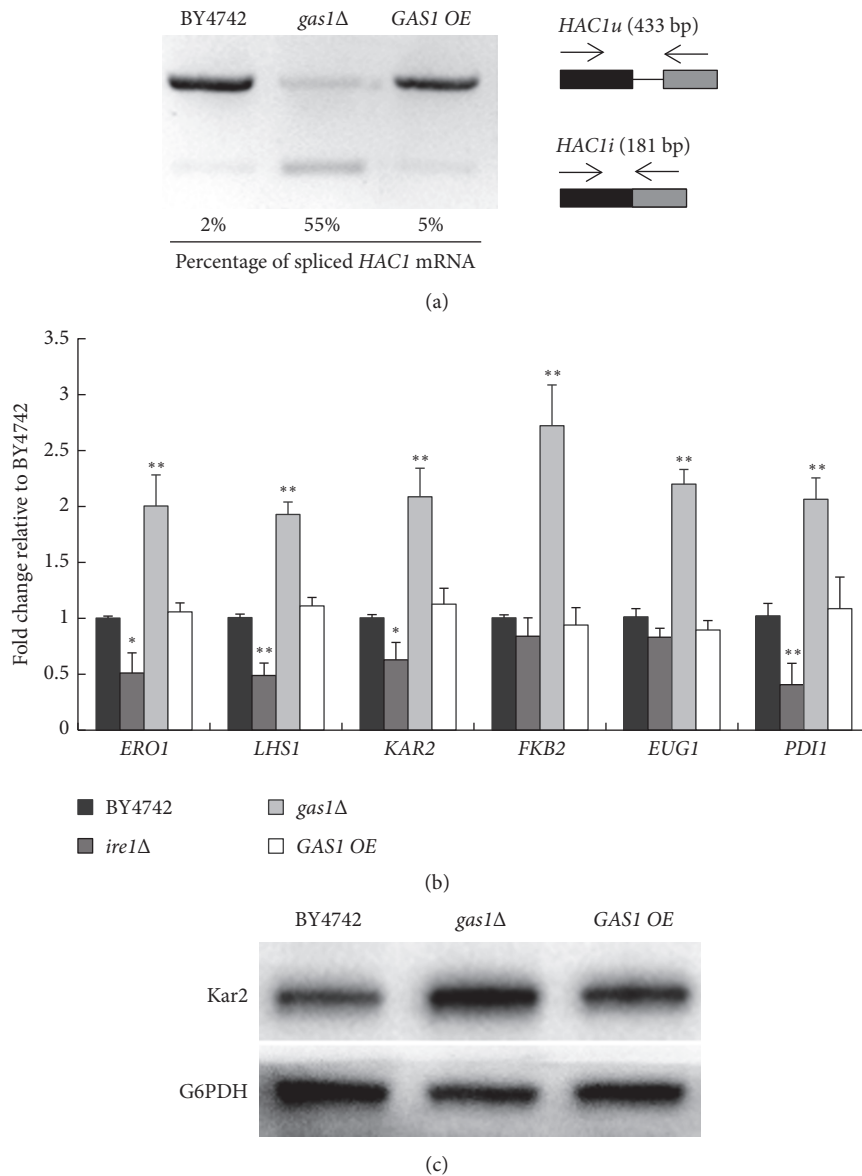 BY4742 gas1Δ GAS1 OE
HAC1u (433 bp)
HAC1i (181 bp)
2% 55% 5%
Percentage of spliced HAC1 mRNA
(a)
Fold change relative to BY4742
3.5
3
2.5
2
1.5
1
0.5
0
* ** ** ** * ** ** ** ** **
ERO1 LHS1 KAR2 FKB2 EUG1 PDI1
BY4742 gas1Δ
ire1Δ GAS1 OE
(b)
BY4742 gas1Δ GAS1 OE
Kar2
G6PDH
(c)